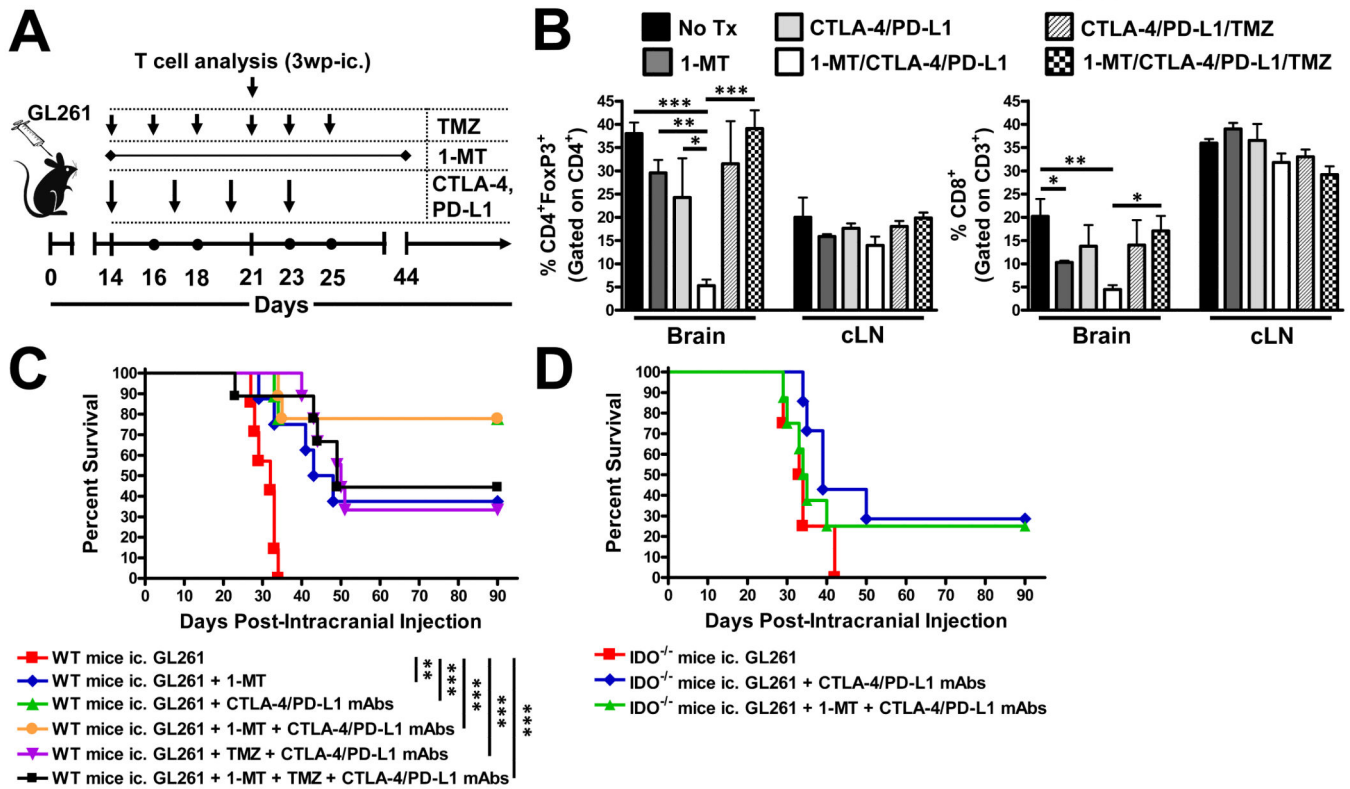 A
T cell analysis (3wp-ic.)
GL261
TMZ
1-MT
CTLA-4,
PD-L1
0 14 16 18 21 23 25 44
Days
B
No Tx
CTLA-4/PD-L1
CTLA-4/PD-L1/TMZ
1-MT
1-MT/CTLA-4/PD-L1
1-MT/CTLA-4/PD-L1/TMZ
% CD4⁺FoxP3⁺
(Gated on CD4⁺)
45
40
35
30
25
20
15
10
5
0
***
***
**
*
Brain cLN
% CD8⁺
(Gated on CD3⁺)
45
40
35
30
25
20
15
10
5
0
**
*
*
Brain cLN
C
Percent Survival
100
90
80
70
60
50
40
30
20
10
0
0 10 20 30 40 50 60 70 80 90
Days Post-Intracranial Injection
WT mice ic. GL261
WT mice ic. GL261 + 1-MT
WT mice ic. GL261 + CTLA-4/PD-L1 mAbs
WT mice ic. GL261 + 1-MT + CTLA-4/PD-L1 mAbs
WT mice ic. GL261 + TMZ + CTLA-4/PD-L1 mAbs
WT mice ic. GL261 + 1-MT + TMZ + CTLA-4/PD-L1 mAbs
**
***
***
***
***
D
Percent Survival
100
90
80
70
60
50
40
30
20
10
0
0 10 20 30 40 50 60 70 80 90
Days Post-Intracranial Injection
IDO⁻/⁻ mice ic. GL261
IDO⁻/⁻ mice ic. GL261 + CTLA-4/PD-L1 mAbs
IDO⁻/⁻ mice ic. GL261 + 1-MT + CTLA-4/PD-L1 mAbs